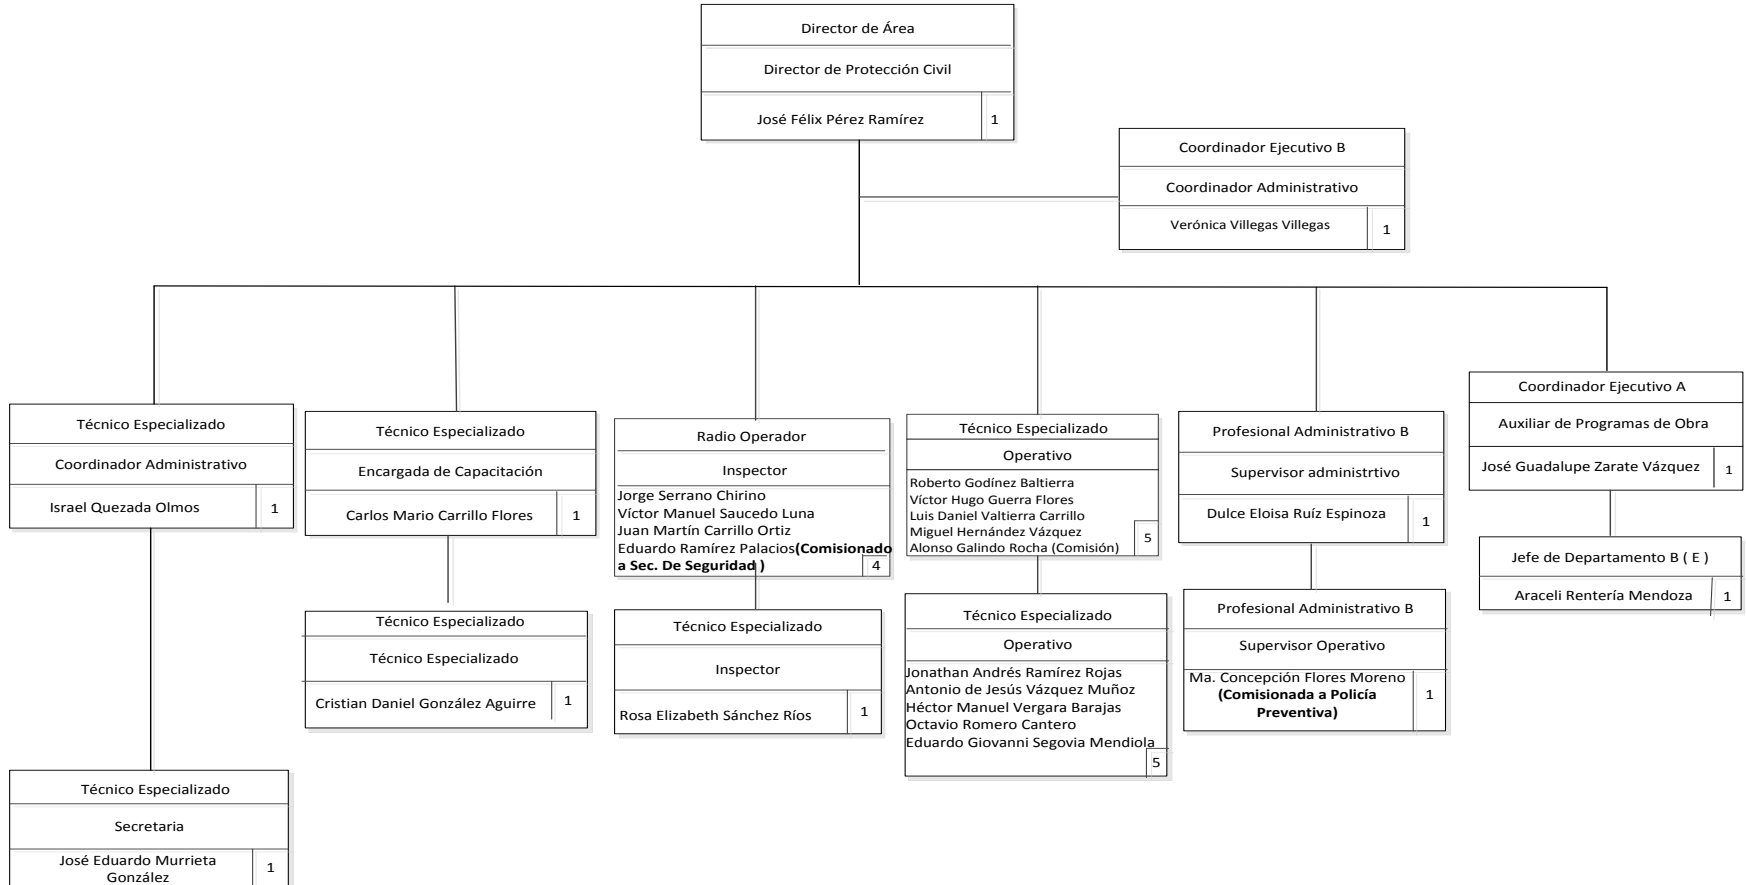 Director de Área
Director de Protección Civil
José Félix Pérez Ramírez
1
Coordinador Ejecutivo B
Coordinador Administrativo
Verónica Villegas Villegas
1
Técnico Especializado
Coordinador Administrativo
Israel Quezada Olmos
1
Técnico Especializado
Secretaria
José Eduardo Murrieta
González
1
Técnico Especializado
Encargada de Capacitación
Carlos Mario Carrillo Flores
1
Técnico Especializado
Técnico Especializado
Cristian Daniel González Aguirre
1
Radio Operador
Inspector
Jorge Serrano Chirino
Víctor Manuel Saucedo Luna
Juan Martín Carrillo Ortiz
Eduardo Ramírez Palacios(Comisionado
a Sec. De Seguridad )
4
Técnico Especializado
Inspector
Rosa Elizabeth Sánchez Ríos
1
Técnico Especializado
Operativo
Roberto Godínez Baltierra
Víctor Hugo Guerra Flores
Luis Daniel Valtierra Carrillo
Miguel Hernández Vázquez
Alonso Galindo Rocha (Comisión)
5
Técnico Especializado
Operativo
Jonathan Andrés Ramírez Rojas
Antonio de Jesús Vázquez Muñoz
Héctor Manuel Vergara Barajas
Octavio Romero Cantero
Eduardo Giovanni Segovia Mendiola
5
Profesional Administrativo B
Supervisor administrtivo
Dulce Eloisa Ruíz Espinoza
1
Profesional Administrativo B
Supervisor Operativo
Ma. Concepción Flores Moreno
(Comisionada a Policía
Preventiva)
1
Coordinador Ejecutivo A
Auxiliar de Programas de Obra
José Guadalupe Zarate Vázquez
1
Jefe de Departamento B ( E )
Araceli Rentería Mendoza
1